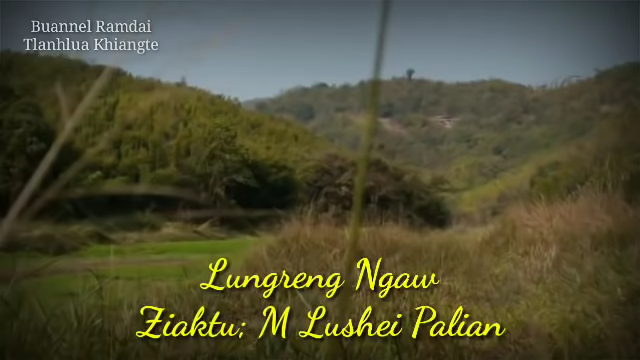 Buannel Ramdai
Tlanhlua Khiangte
Lungreng Ngaw
Ziaktu; M Lushei Palian